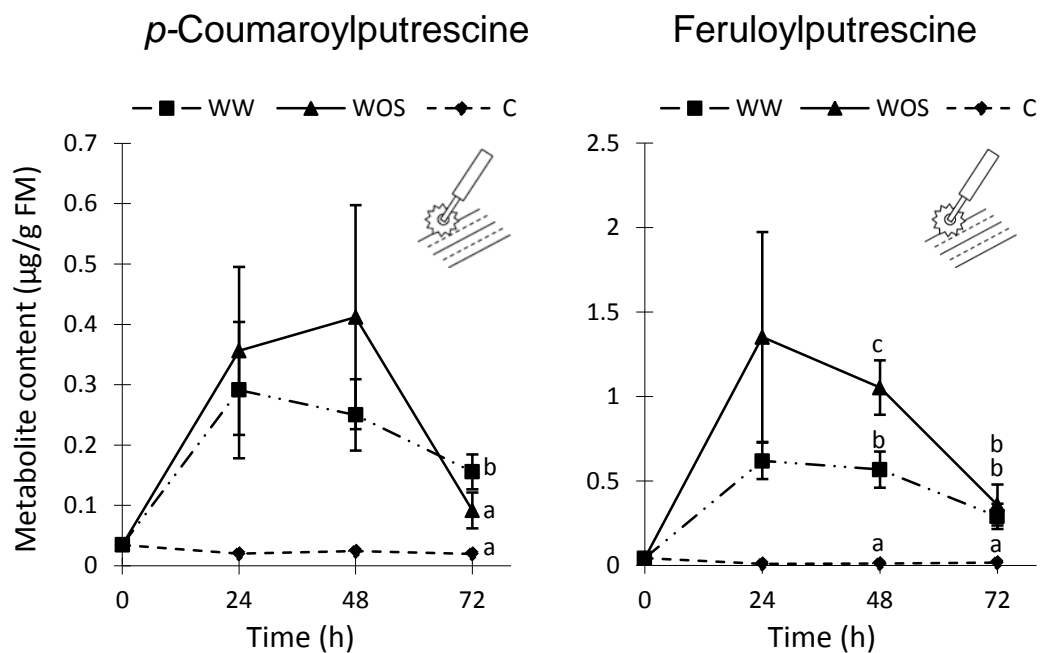 p-Coumaroylputrescine
WW WOS C
0.7
0.6
0.5
0.4
0.3
0.2
0.1
0
Metabolite content (µg/g FM)
b
a
a
0 24 48 72
Time (h)
Feruloylputrescine
WW WOS C
2.5
2
1.5
1
0.5
0
c
b
a
b
b
a
0 24 48 72
Time (h)